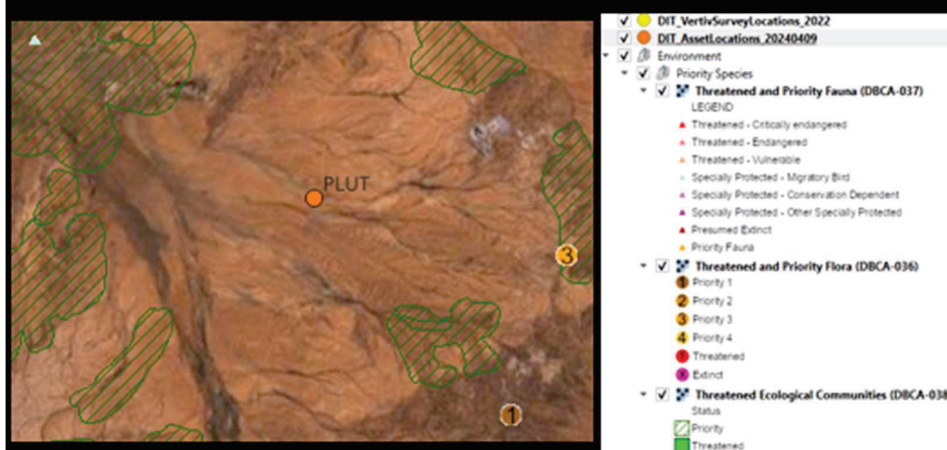 PLUT
3
1
DIT_VertivSurveyLocations_2022
DIT_AssetLocations_20240409
Environment
Priority Species
Threatened and Priority Fauna (DBCA-037)
LEGEND
Threatened - Critically endangered
Threatened - Endangered
Threatened - Vulnerable
Specially Protected - Migratory Bird
Specially Protected - Conservation Dependent
Specially Protected - Other Specially Protected
Presumed Extinct
Priority Fauna
Threatened and Priority Flora (DBCA-036)
1 Priority 1
2 Priority 2
3 Priority 3
4 Priority 4
Threatened
Extinct
Threatened Ecological Communities (DBCA-038
Status
Priority
Threatened